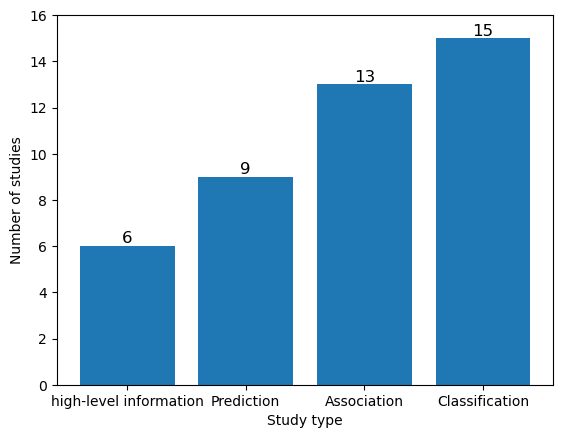 16
14
12
10
8
6
4
2
0
Number of studies
6
9
13
15
high-level information
Prediction
Association
Classification
Study type